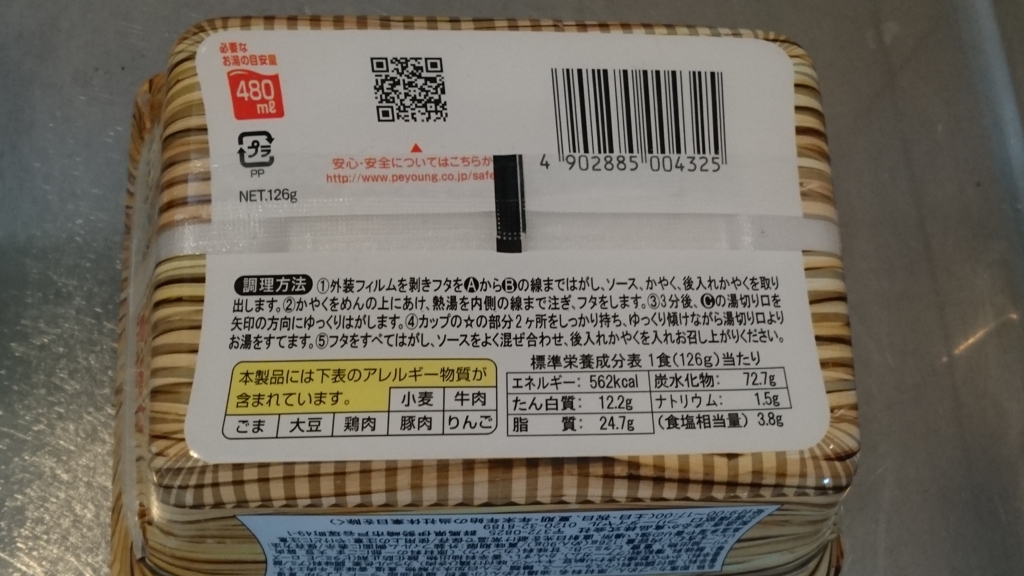 必要な
お湯の目安量
480
mℓ
プラ
PP
NET.126g
▲
安心・安全についてはこちらか
http://www.peyoung.co.jp/safe
4 902885 004325
調理方法 ①外装フィルムを剥きフタをⒶからⒷの線まではがし、ソース、かやく、後入れかやくを取り
出します。②かやくをめんの上にあけ、熱湯を内側の線まで注ぎ、フタをします。③3分後、Ⓒの湯切り口を
矢印の方向にゆっくりはがします。④カップの☆の部分2ヶ所をしっかり持ち、ゆっくり傾けながら湯切り口より
お湯をすてます。⑤フタをすべてはがし、ソースをよく混ぜ合わせ、後入れかやくを入れお召し上がりください。
本製品には下表のアレルギー物質が
含まれています。 小麦 牛肉
ごま 大豆 鶏肉 豚肉 りんご
標準栄養成分表 1食(126g)当たり
エネルギー: 562kcal 炭水化物: 72.7g
たん白質: 12.2g ナトリウム: 1.5g
脂 質: 24.7g (食塩相当量) 3.8g